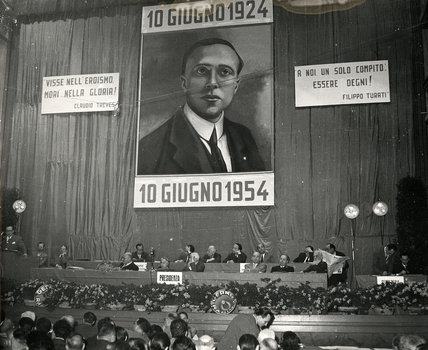 10 GIUGNO 1924
VISSE NELL'EROISMO
MORÌ NELLA GLORIA!
CLAUDIO TREVES
A NOI UN SOLO COMPITO:
ESSERE DEGNI!
FILIPPO TURATI
10 GIUGNO 1954
PRESIDENZA